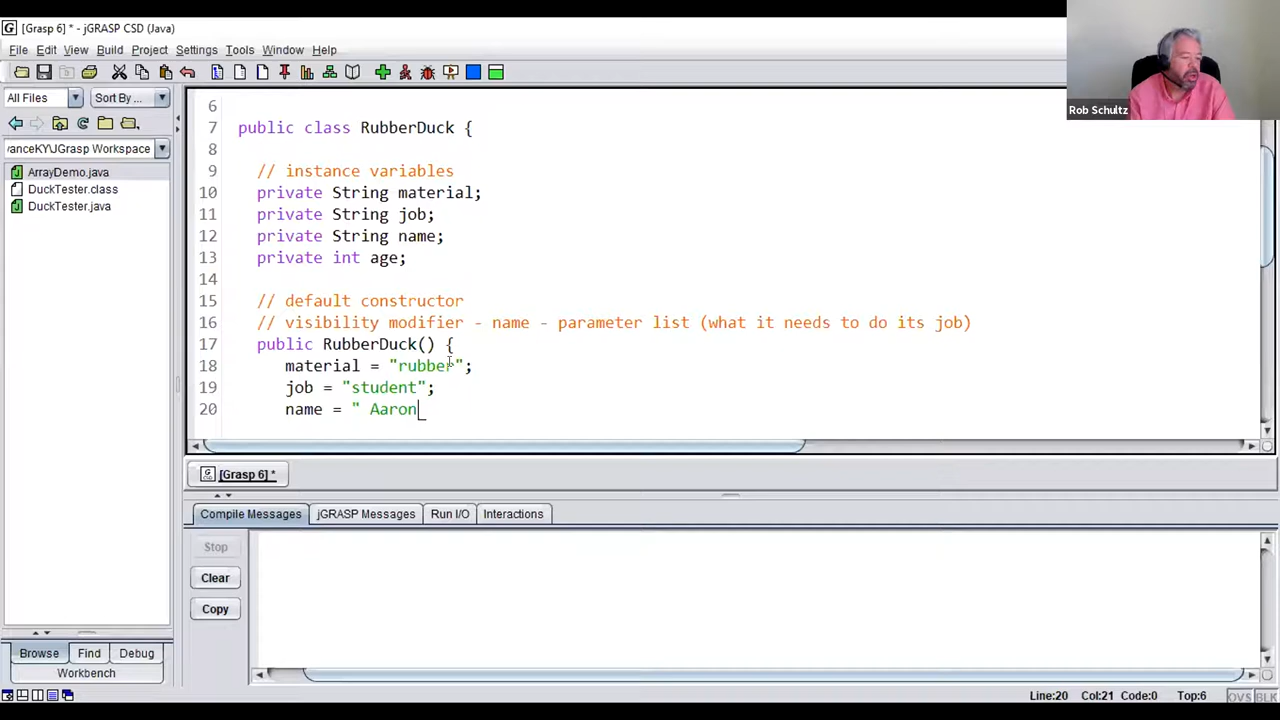 [Grasp 6] * - jGRASP CSD (Java)
File Edit View Build Project Settings Tools Window Help
All Files
Sort By ...
vanceKY\JGrasp Workspace
ArrayDemo.java
DuckTester.class
DuckTester.java
6
7 public class RubberDuck {
8
9 // instance variables
10 private String material;
11 private String job;
12 private String name;
13 private int age;
14
15 // default constructor
16 // visibility modifier - name - parameter list (what it needs to do its job)
17 public RubberDuck() {
18 material = "rubber";
19 job = "student";
20 name = " Aaron
Rob Schultz
[Grasp 6] *
Compile Messages jGRASP Messages Run I/O Interactions
Stop
Clear
Copy
Browse Find Debug
Workbench
Line:20 Col:21 Code:0 Top:6 OVS BLK